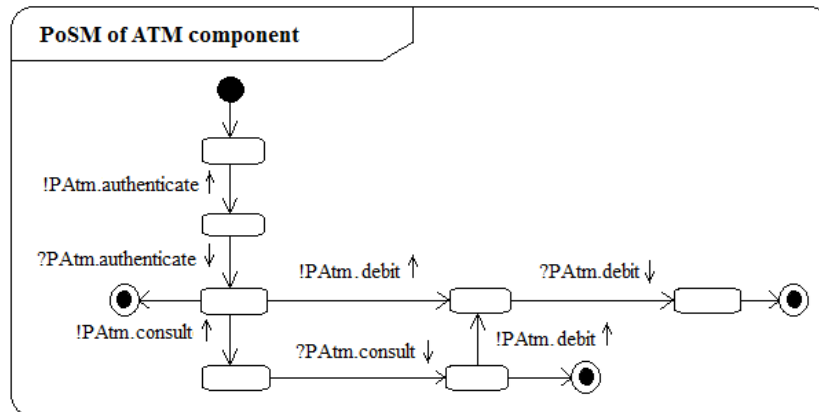 PoSM of ATM component
!PAtm.authenticate ↑
?PAtm.authenticate ↓
!PAtm. debit ↑
?PAtm.debit ↓
!PAtm.consult ↑
?PAtm.consult ↓
!PAtm. debit ↑